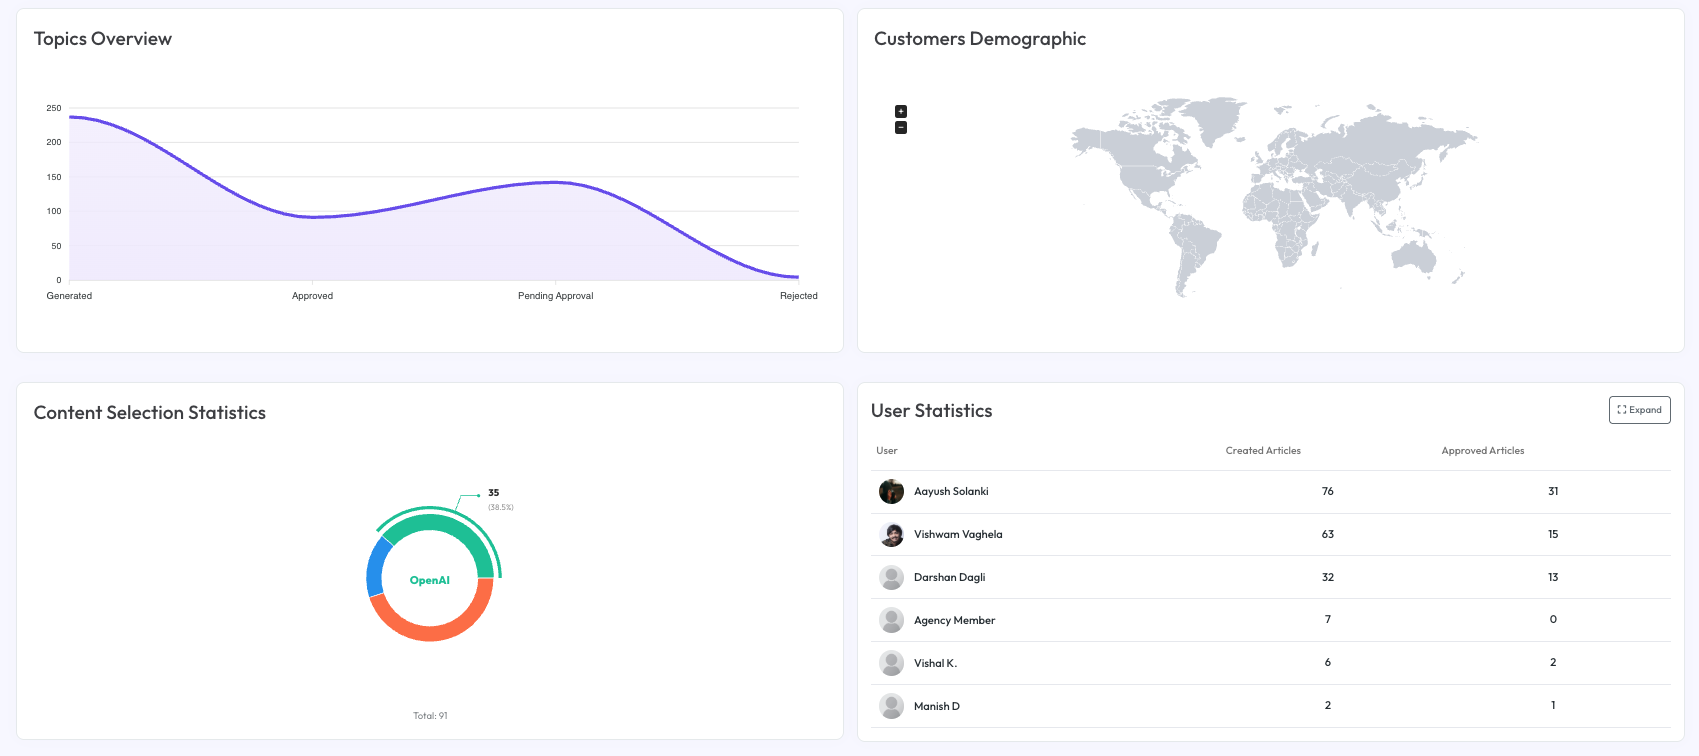 Topics Overview
250
200
150
100
50
0
Generated
Approved
Pending Approval
Rejected
Customers Demographic
+
−
Content Selection Statistics
35
(38.5%)
OpenAI
Total: 91
User Statistics
Expand
User Created Articles Approved Articles
Aayush Solanki 76 31
Vishwam Vaghela 63 15
Darshan Dagli 32 13
Agency Member 7 0
Vishal K. 6 2
Manish D 2 1